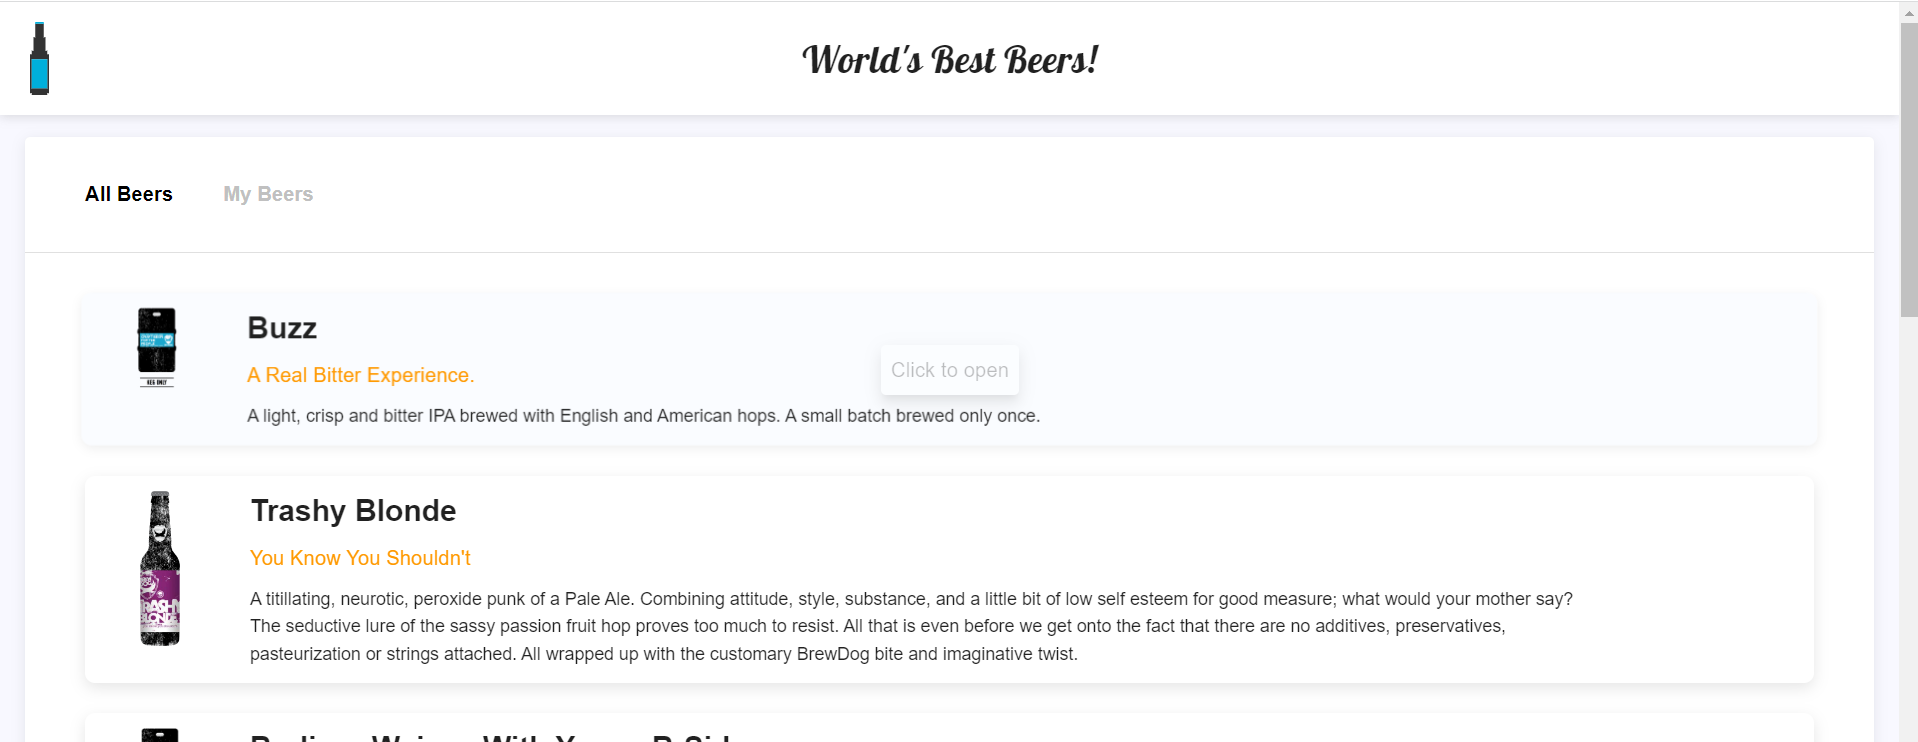 World's Best Beers!
All Beers
My Beers
Buzz
A Real Bitter Experience.
Click to open
A light, crisp and bitter IPA brewed with English and American hops. A small batch brewed only once.
KEG ONLY
Trashy Blonde
You Know You Shouldn't
A titillating, neurotic, peroxide punk of a Pale Ale. Combining attitude, style, substance, and a little bit of low self esteem for good measure; what would your mother say?
The seductive lure of the sassy passion fruit hop proves too much to resist. All that is even before we get onto the fact that there are no additives, preservatives,
pasteurization or strings attached. All wrapped up with the customary BrewDog bite and imaginative twist.